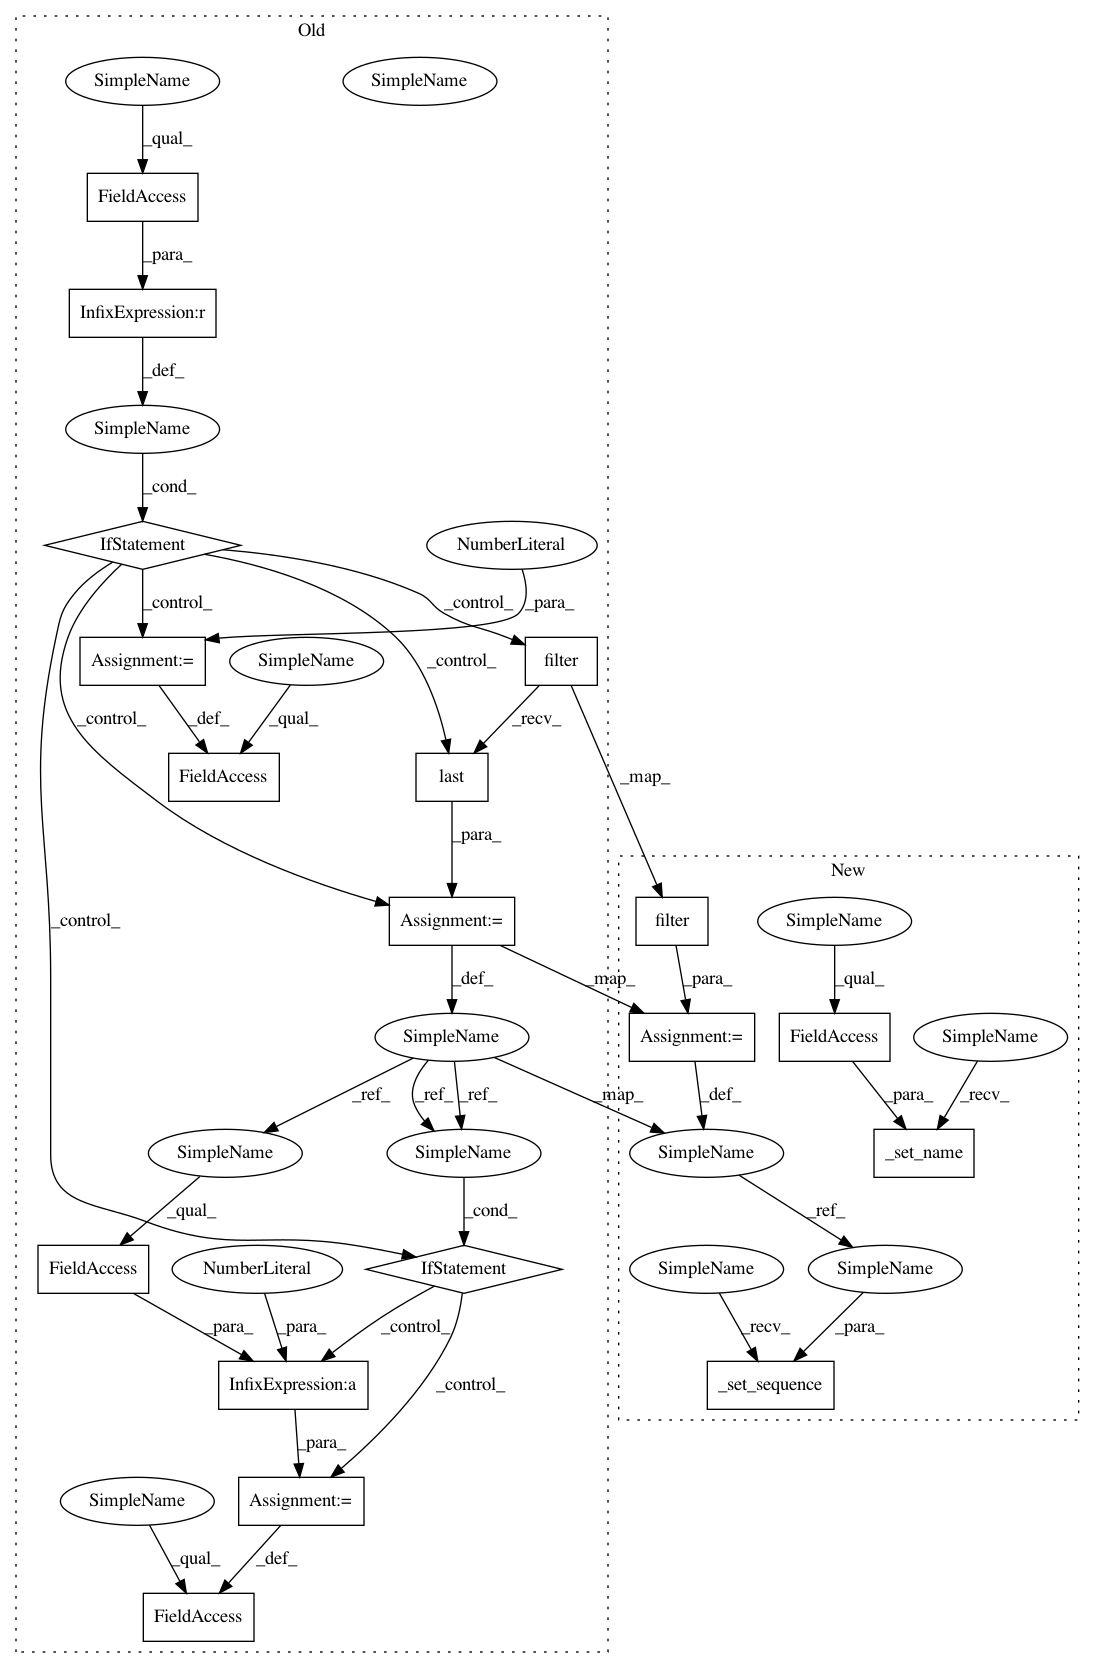 Old
SimpleName
SimpleName
_qual_
FieldAccess
_para_
InfixExpression:r
_def_
SimpleName
_cond_
IfStatement
NumberLiteral
_control_
_control_
_para_
Assignment:=
SimpleName
filter
_control_
_control_
_def_
_qual_
_recv_
FieldAccess
last
_map_
_para_
New
_control_
Assignment:=
filter
SimpleName
_def_
_map_
_para_
_qual_
SimpleName
Assignment:=
FieldAccess
SimpleName
_ref_
_ref_
_ref_
_map_
_def_
_para_
_recv_
SimpleName
SimpleName
SimpleName
_set_name
_qual_
_cond_
_ref_
FieldAccess
NumberLiteral
IfStatement
SimpleName
SimpleName
_para_
_para_
_control_
_recv_
_para_
InfixExpression:a
_control_
_set_sequence
_para_
SimpleName
Assignment:=
_qual_
_def_
FieldAccess